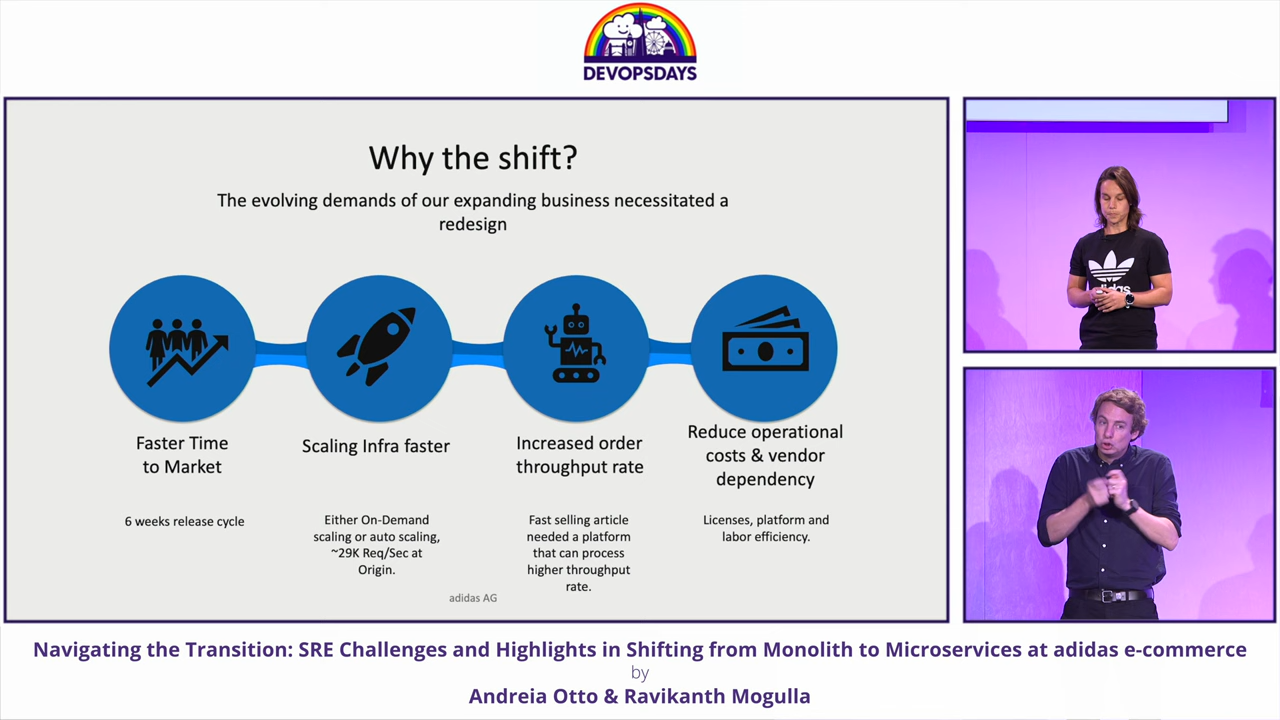 DEVOPSDAYS
Why the shift?
The evolving demands of our expanding business necessitated a
redesign
Faster Time
to Market
6 weeks release cycle
Scaling Infra faster
Either On-Demand
scaling or auto scaling,
~29K Req/Sec at
Origin.
Increased order
throughput rate
Fast selling article
needed a platform
that can process
higher throughput
rate.
Reduce operational
costs & vendor
dependency
Licenses, platform and
labor efficiency.
adidas AG
adidas
Navigating the Transition: SRE Challenges and Highlights in Shifting from Monolith to Microservices at adidas e-commerce
by
Andreia Otto & Ravikanth Mogulla